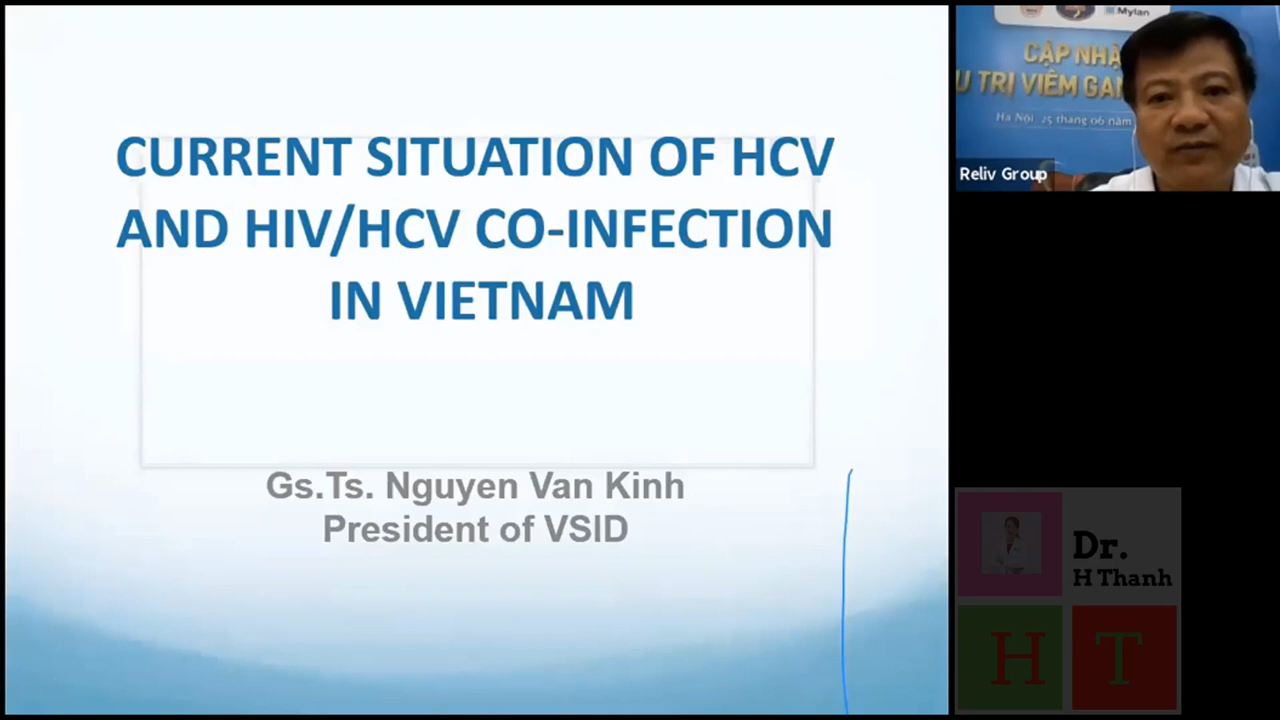 CURRENT SITUATION OF HCV
AND HIV/HCV CO-INFECTION
IN VIETNAM
Gs.Ts. Nguyen Van Kinh
President of VSID
Mylan
CẬP NHẬ
U TRỊ VIÊM GAN
Hà Nội, 25 tháng 06 năm
Reliv Group
Dr.
H Thanh
H T